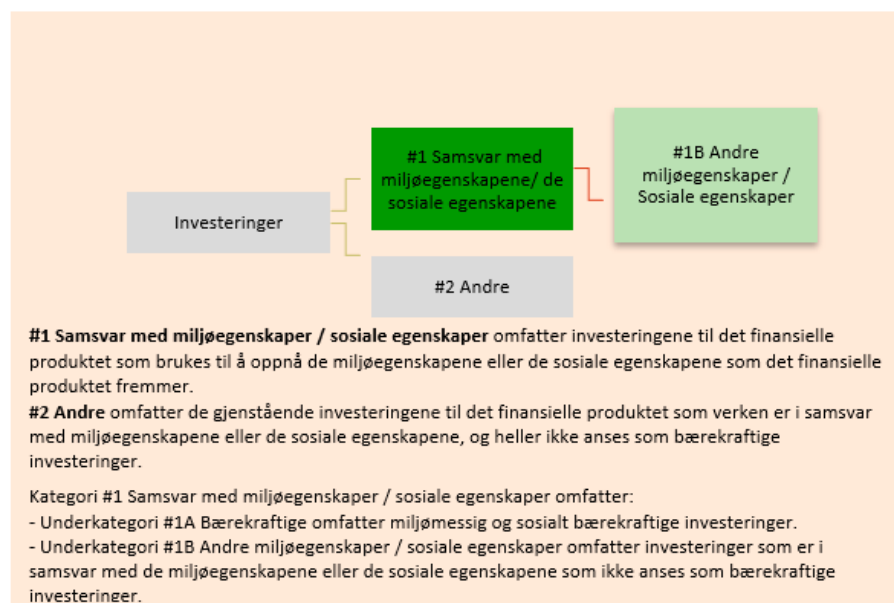 #1 Samsvar med
miljøegenskapene/ de
sosiale egenskapene
#1B Andre
miljøegenskaper /
Sosiale egenskaper
Investeringer
#2 Andre
#1 Samsvar med miljøegenskaper / sosiale egenskaper omfatter investeringene til det finansielle
produktet som brukes til å oppnå de miljøegenskapene eller de sosiale egenskapene som det finansielle
produktet fremmer.
#2 Andre omfatter de gjenstående investeringene til det finansielle produktet som verken er i samsvar
med miljøegenskapene eller de sosiale egenskapene, og heller ikke anses som bærekraftige
investeringer.
Kategori #1 Samsvar med miljøegenskaper / sosiale egenskaper omfatter:
- Underkategori #1A Bærekraftige omfatter miljømessig og sosialt bærekraftige investeringer.
- Underkategori #1B Andre miljøegenskaper / sosiale egenskaper omfatter investeringer som er i
samsvar med de miljøegenskapene eller de sosiale egenskapene som ikke anses som bærekraftige
investeringer.